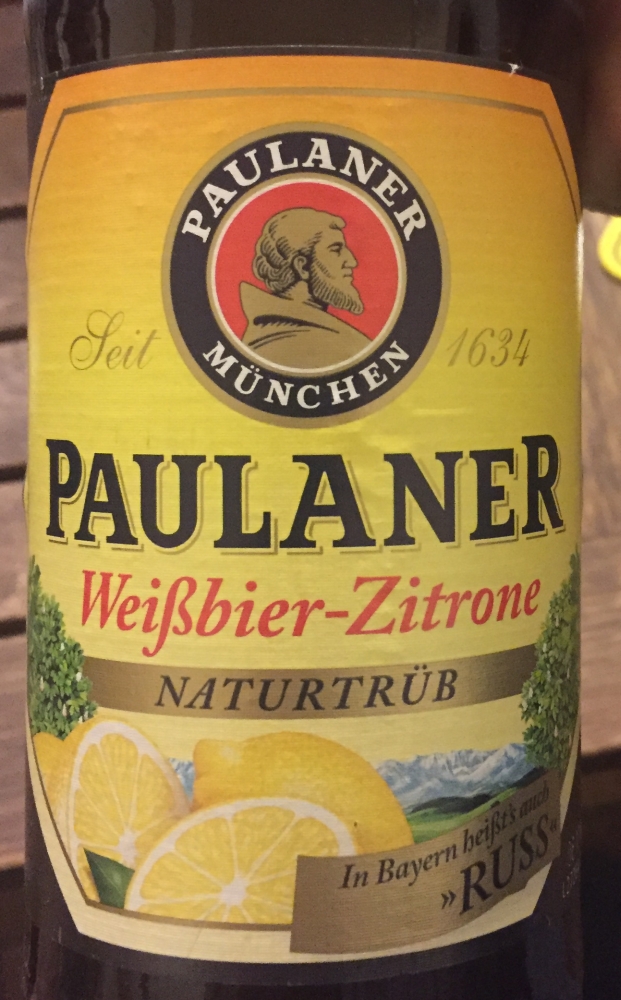 PAULANER
MÜNCHEN
Seit 1634
PAULANER
Weißbier-Zitrone
NATURTRÜB
In Bayern heißt's auch
»RUSS«